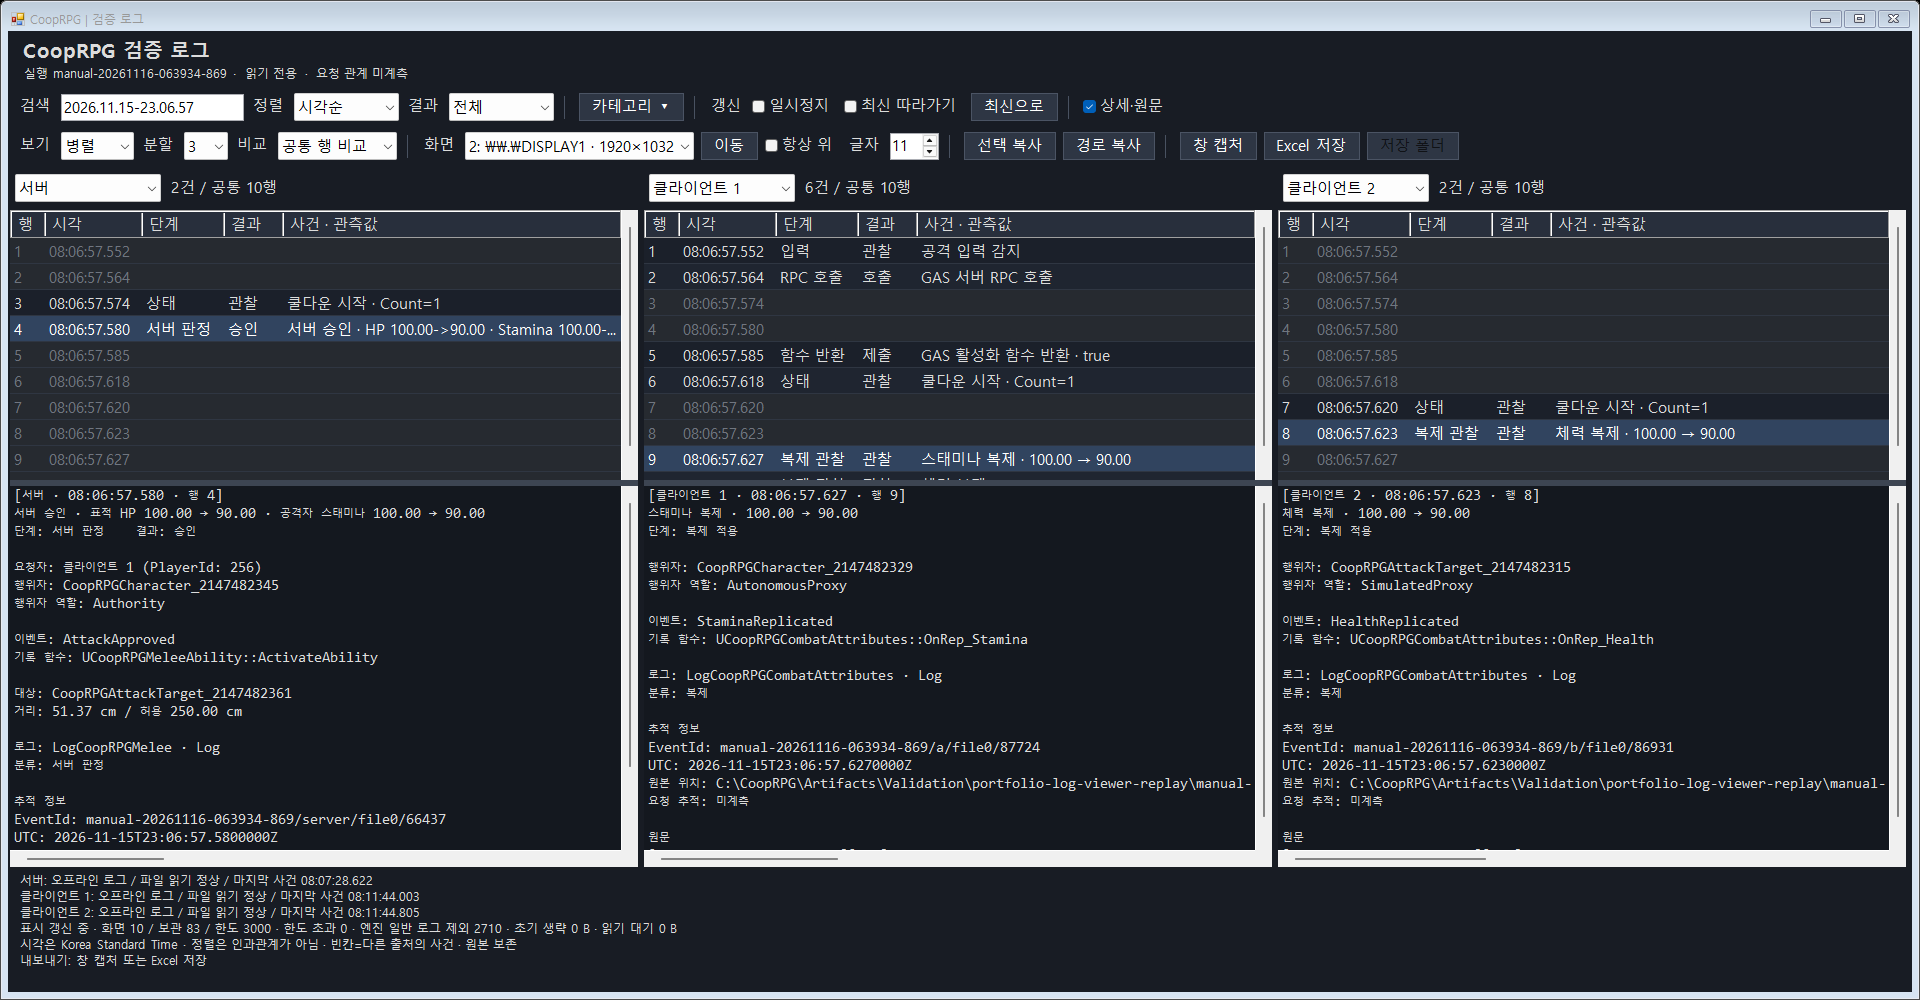 CoopRPG | 검증 로그
CoopRPG 검증 로그
실행 manual-20261116-063934-869 · 읽기 전용 · 요청 관계 미계측
검색 2026.11.15-23.06.57 정렬 시각순 결과 전체 카테고리 ▼ 갱신 일시정지 최신 따라가기 최신으로 상세·원문
보기 병렬 분할 3 비교 공통 행 비교 화면 2: ₩₩.₩DISPLAY1 · 1920×1032 이동 항상 위 글자 11 선택 복사 경로 복사 창 캡처 Excel 저장 저장 폴더
서버 2건 / 공통 10행
행 시각 단계 결과 사건 · 관측값
1 08:06:57.552
2 08:06:57.564
3 08:06:57.574 상태 관찰 쿨다운 시작 · Count=1
4 08:06:57.580 서버 판정 승인 서버 승인 · HP 100.00->90.00 · Stamina 100.00-...
5 08:06:57.585
6 08:06:57.618
7 08:06:57.620
8 08:06:57.623
9 08:06:57.627
[서버 · 08:06:57.580 · 행 4]
서버 승인 · 표적 HP 100.00 → 90.00 · 공격자 스태미나 100.00 → 90.00
단계: 서버 판정 결과: 승인
요청자: 클라이언트 1 (PlayerId: 256)
행위자: CoopRPGCharacter_2147482345
행위자 역할: Authority
이벤트: AttackApproved
기록 함수: UCoopRPGMeleeAbility::ActivateAbility
대상: CoopRPGAttackTarget_2147482361
거리: 51.37 cm / 허용 250.00 cm
로그: LogCoopRPGMelee · Log
분류: 서버 판정
추적 정보
EventId: manual-20261116-063934-869/server/file0/66437
UTC: 2026-11-15T23:06:57.5800000Z
클라이언트 1 6건 / 공통 10행
행 시각 단계 결과 사건 · 관측값
1 08:06:57.552 입력 관찰 공격 입력 감지
2 08:06:57.564 RPC 호출 호출 GAS 서버 RPC 호출
3 08:06:57.574
4 08:06:57.580
5 08:06:57.585 함수 반환 제출 GAS 활성화 함수 반환 · true
6 08:06:57.618 상태 관찰 쿨다운 시작 · Count=1
7 08:06:57.620
8 08:06:57.623
9 08:06:57.627 복제 관찰 관찰 스태미나 복제 · 100.00 → 90.00
[클라이언트 1 · 08:06:57.627 · 행 9]
스태미나 복제 · 100.00 → 90.00
단계: 복제 적용
행위자: CoopRPGCharacter_2147482329
행위자 역할: AutonomousProxy
이벤트: StaminaReplicated
기록 함수: UCoopRPGCombatAttributes::OnRep_Stamina
로그: LogCoopRPGCombatAttributes · Log
분류: 복제
추적 정보
EventId: manual-20261116-063934-869/a/file0/87724
UTC: 2026-11-15T23:06:57.6270000Z
원본 위치: C:\CoopRPG\Artifacts\Validation\portfolio-log-viewer-replay\manual-
요청 추적: 미계측
원문
클라이언트 2 2건 / 공통 10행
행 시각 단계 결과 사건 · 관측값
1 08:06:57.552
2 08:06:57.564
3 08:06:57.574
4 08:06:57.580
5 08:06:57.585
6 08:06:57.618
7 08:06:57.620 상태 관찰 쿨다운 시작 · Count=1
8 08:06:57.623 복제 관찰 관찰 체력 복제 · 100.00 → 90.00
9 08:06:57.627
[클라이언트 2 · 08:06:57.623 · 행 8]
체력 복제 · 100.00 → 90.00
단계: 복제 적용
행위자: CoopRPGAttackTarget_2147482315
행위자 역할: SimulatedProxy
이벤트: HealthReplicated
기록 함수: UCoopRPGCombatAttributes::OnRep_Health
로그: LogCoopRPGCombatAttributes · Log
분류: 복제
추적 정보
EventId: manual-20261116-063934-869/b/file0/86931
UTC: 2026-11-15T23:06:57.6230000Z
원본 위치: C:\CoopRPG\Artifacts\Validation\portfolio-log-viewer-replay\manual-
요청 추적: 미계측
원문
서버: 오프라인 로그 / 파일 읽기 정상 / 마지막 사건 08:07:28.622
클라이언트 1: 오프라인 로그 / 파일 읽기 정상 / 마지막 사건 08:11:44.003
클라이언트 2: 오프라인 로그 / 파일 읽기 정상 / 마지막 사건 08:11:44.805
표시 갱신 중 · 화면 10 / 보관 83 / 한도 3000 · 한도 초과 0 · 엔진 일반 로그 제외 2710 · 초기 생략 0 B · 읽기 대기 0 B
시각은 Korea Standard Time · 정렬은 인과관계가 아님 · 빈칸=다른 출처의 사건 · 원본 보존
내보내기: 창 캡처 또는 Excel 저장